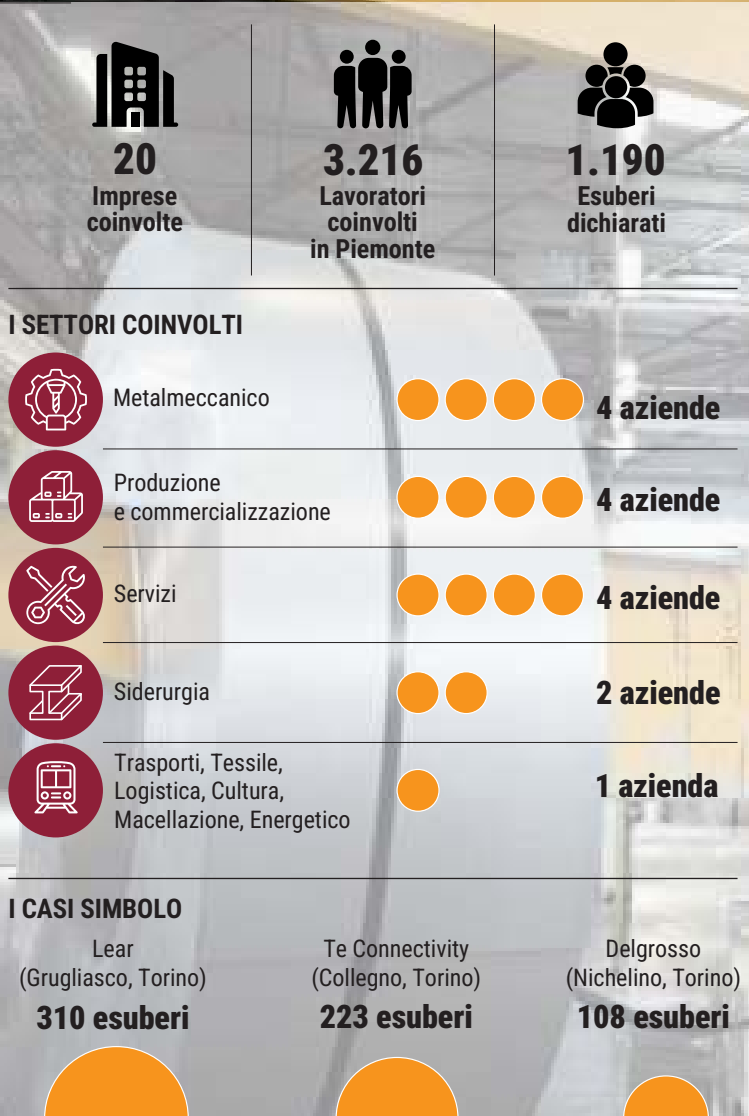 20
Imprese
coinvolte
3.216
Lavoratori
coinvolti
in Piemonte
1.190
Esuberi
dichiarati
I SETTORI COINVOLTI
Metalmeccanico
4 aziende
Produzione
e commercializzazione
4 aziende
Servizi
4 aziende
Siderurgia
2 aziende
Trasporti, Tessile,
Logistica, Cultura,
Macellazione, Energetico
1 azienda
I CASI SIMBOLO
Lear
(Grugliasco, Torino)
310 esuberi
Te Connectivity
(Collegno, Torino)
223 esuberi
Delgrosso
(Nichelino, Torino)
108 esuberi